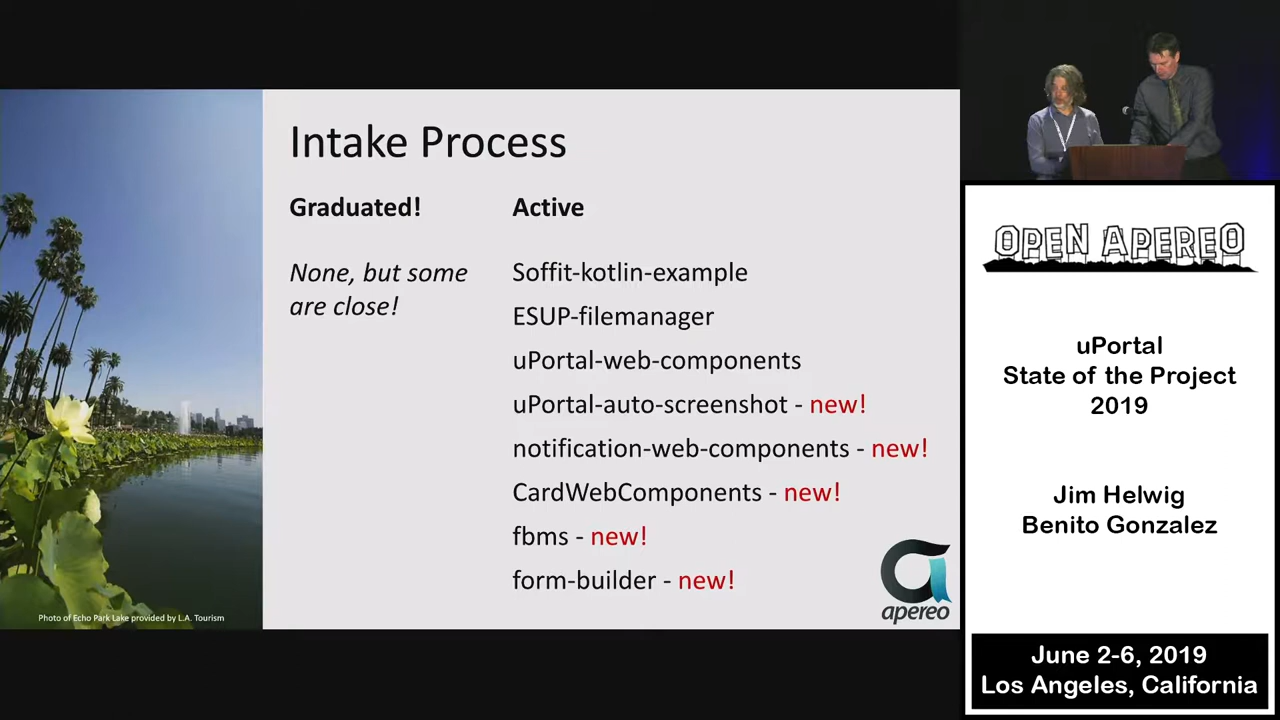 Intake Process
Graduated!
None, but some
are close!
Active
Soffit-kotlin-example
ESUP-filemanager
uPortal-web-components
uPortal-auto-screenshot - new!
notification-web-components - new!
CardWebComponents - new!
fbms - new!
form-builder - new!
apereo
Photo of Echo Park Lake provided by L.A. Tourism
OPEN APEREO
uPortal
State of the Project
2019
Jim Helwig
Benito Gonzalez
June 2-6, 2019
Los Angeles, California